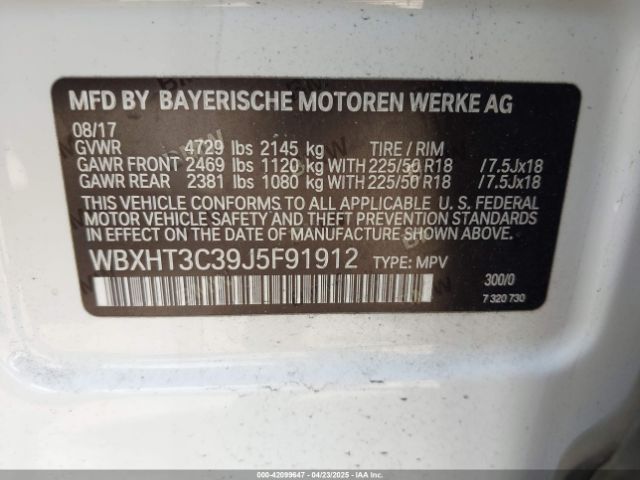 MFD BY BAYERISCHE MOTOREN WERKE AG
08/17
GVWR 4729 lbs 2145 kg TIRE / RIM
GAWR FRONT 2469 lbs 1120 kg WITH 225/50 R18 /7.5Jx18
GAWR REAR 2381 lbs 1080 kg WITH 225/50 R18 /7.5Jx18
THIS VEHICLE CONFORMS TO ALL APPLICABLE U. S. FEDERAL
MOTOR VEHICLE SAFETY AND THEFT PREVENTION STANDARDS
IN EFFECT ON THE DATE OF MANUFACTURE SHOWN ABOVE.
WBXHT3C39J5F91912 TYPE: MPV
300/0
7 320 730
000-42099647 - 04/23/2025 - IAAI.COM